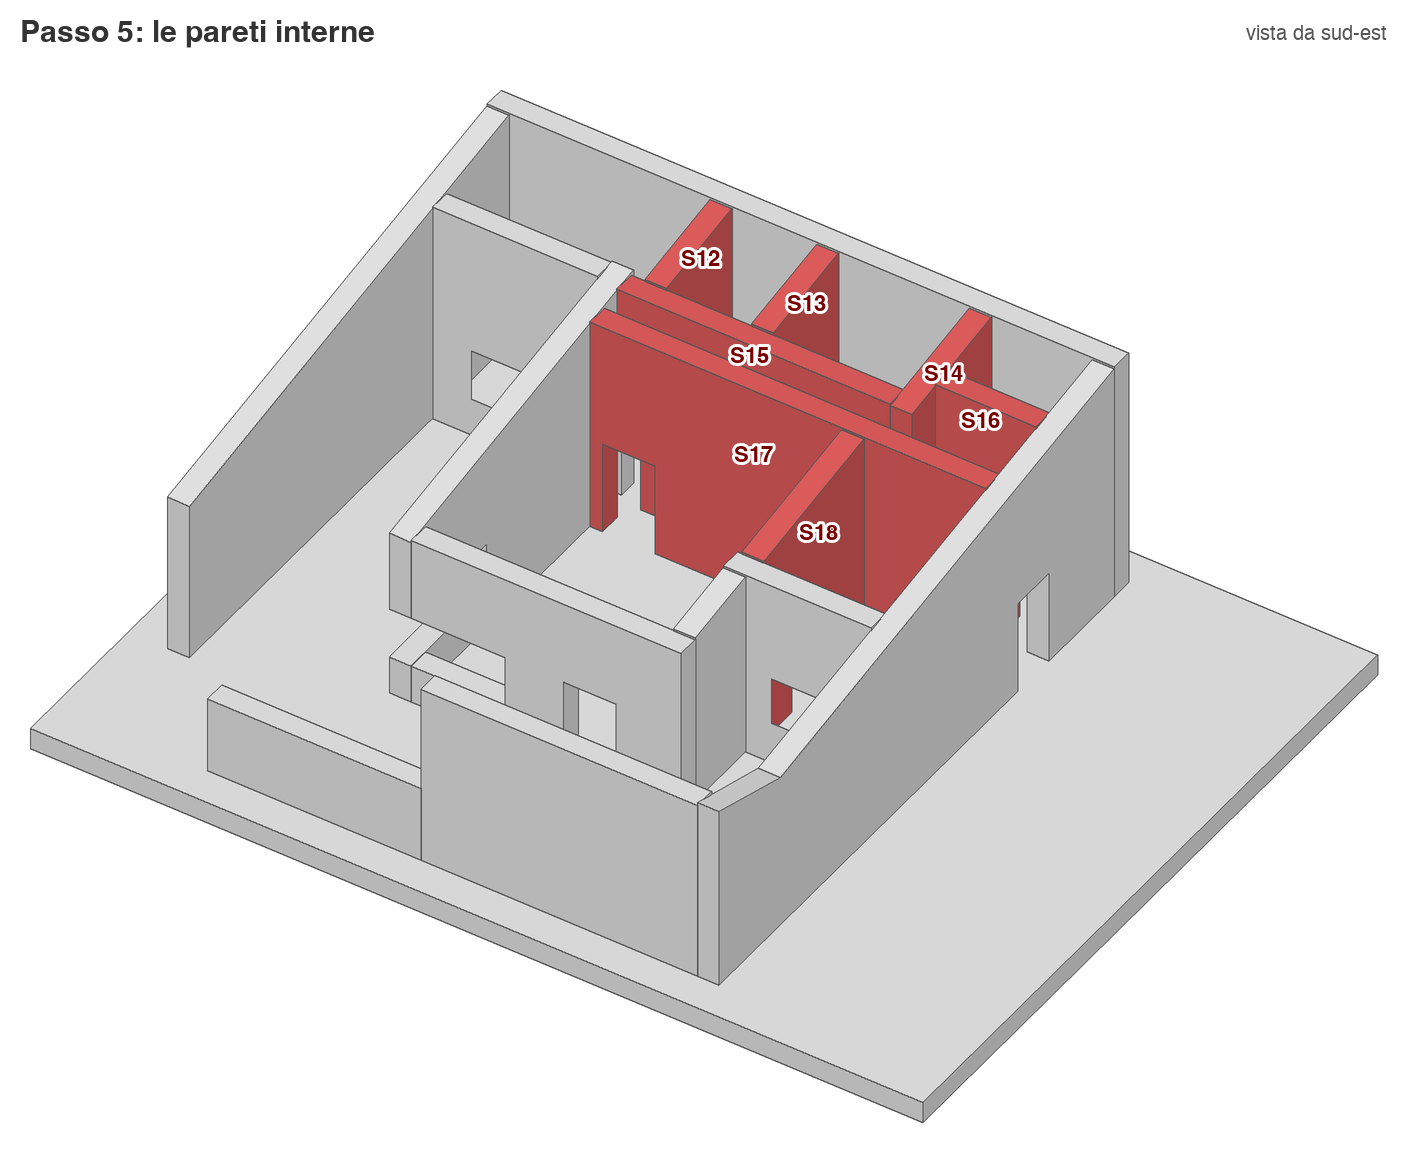 Passo 5: le pareti interne
vista da sud-est
S12
S13
S15
S14
S16
S17
S18